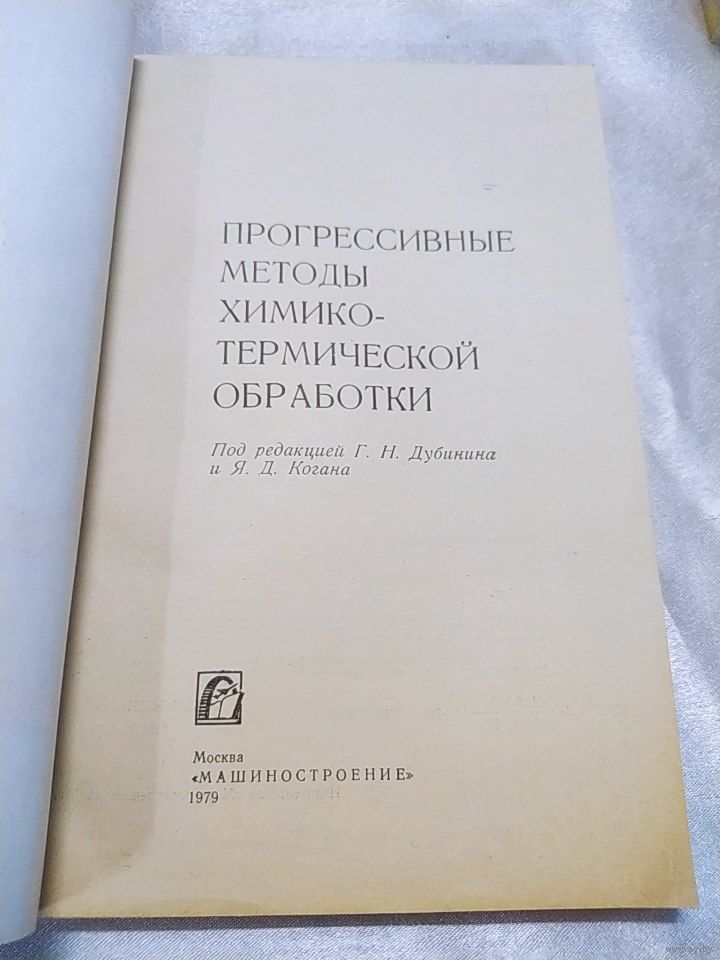 ПРОГРЕССИВНЫЕ
МЕТОДЫ
ХИМИКО-
ТЕРМИЧЕСКОЙ
ОБРАБОТКИ
Под редакцией Г. Н. Дубинина
и Я. Д. Когана
Москва
«МАШИНОСТРОЕНИЕ»
1979